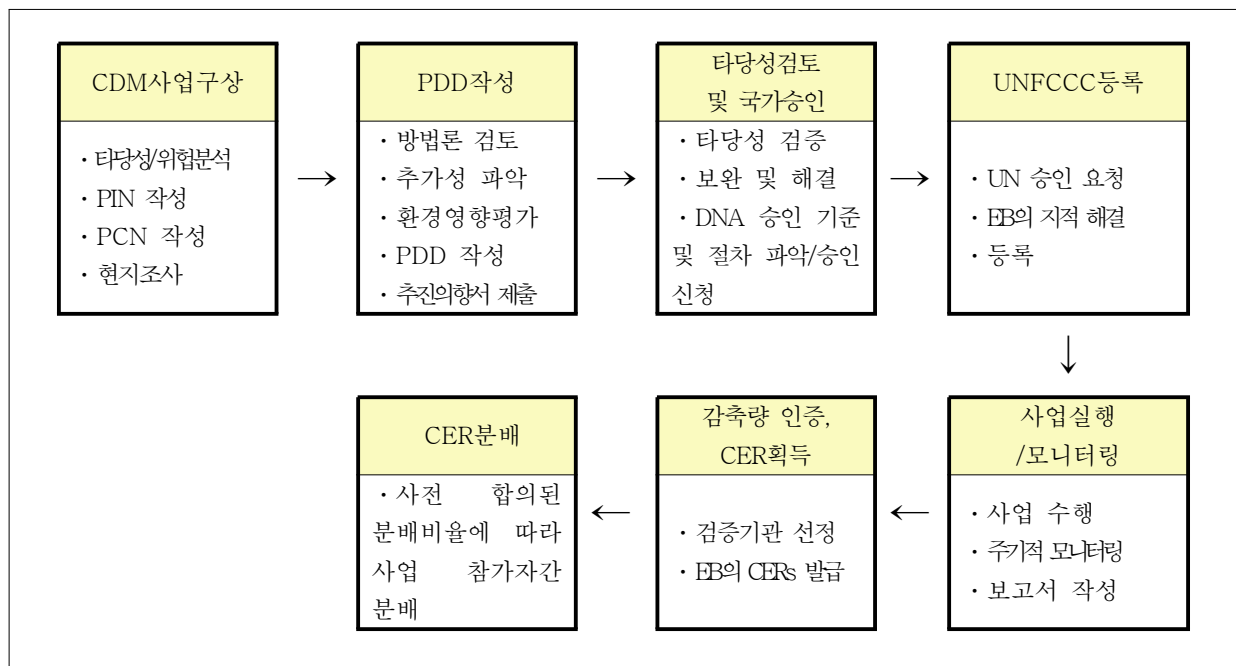 CDM사업구상
· 타당성/위험분석
· PIN 작성
· PCN 작성
· 현지조사
→
PDD작성
· 방법론 검토
· 추가성 파악
· 환경영향평가
· PDD 작성
· 추진의향서 제출
→
타당성검토
및 국가승인
· 타당성 검증
· 보완 및 해결
· DNA 승인 기준
및 절차 파악/승인
신청
→
UNFCCC등록
· UN 승인 요청
· EB의 지적 해결
· 등록
↓
사업실행
/모니터링
· 사업 수행
· 주기적 모니터링
· 보고서 작성
←
감축량 인증,
CER획득
· 검증기관 선정
· EB의 CERs 발급
←
CER분배
· 사전 합의된
분배비율에 따라
사업 참가자간
분배